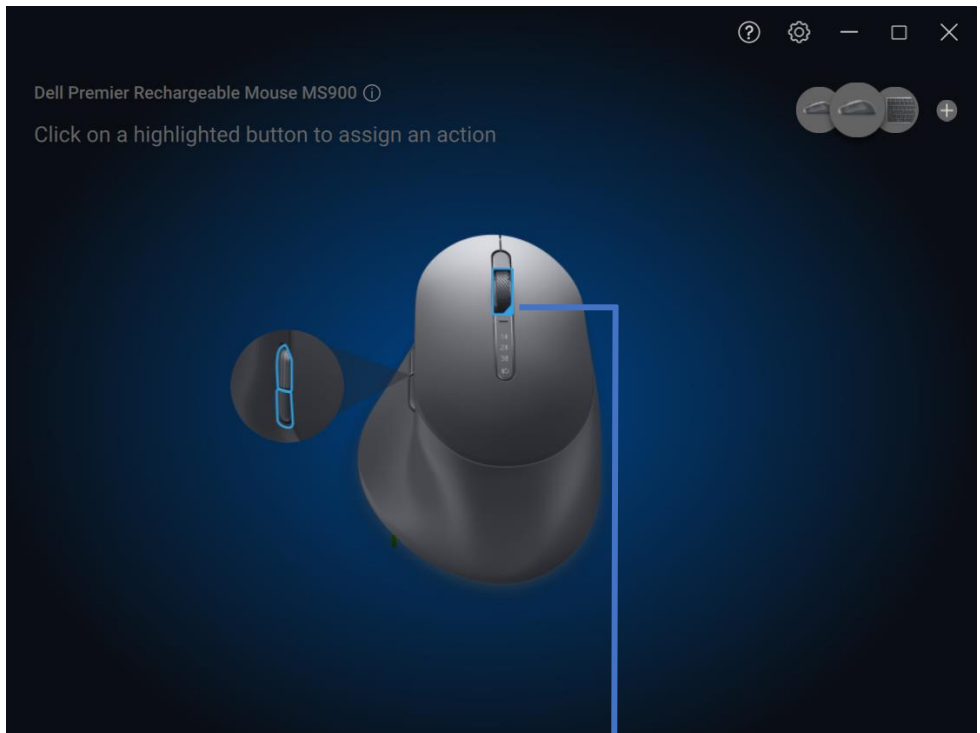 Dell Premier Rechargeable Mouse MS900
Click on a highlighted button to assign an action